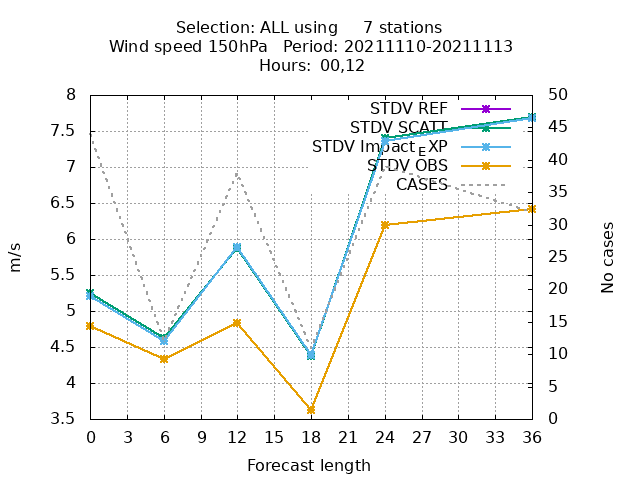 Selection: ALL using 7 stations
Wind speed 150hPa Period: 20211110-20211113
Hours: 00,12
STDV REF
STDV SCATT
STDV Impact_EXP
STDV OBS
CASES
8
7.5
7
6.5
6
5.5
5
4.5
4
3.5
50
45
40
35
30
25
20
15
10
5
0
m/s
No cases
0 3 6 9 12 15 18 21 24 27 30 33 36
Forecast length